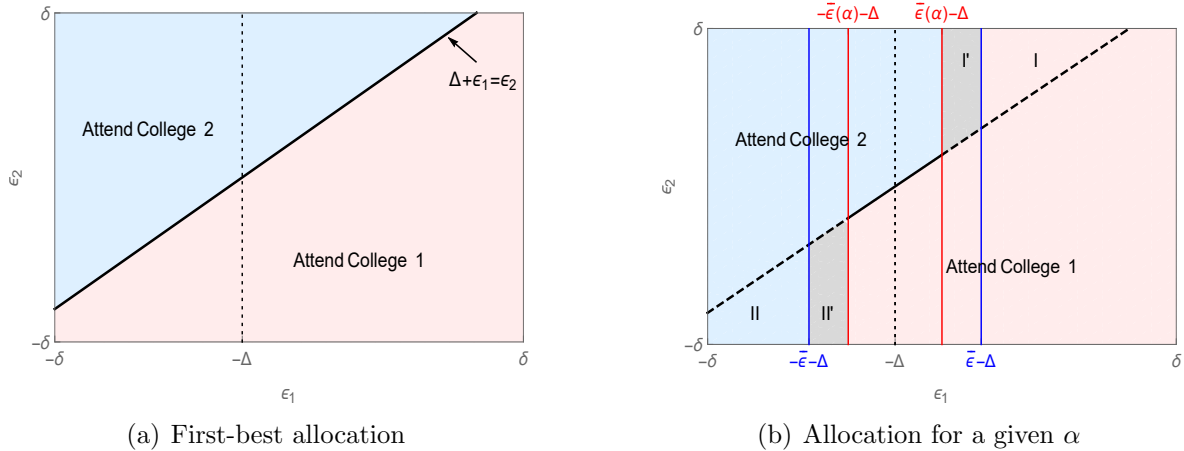 δ
ϵ₂
-δ
Δ+ϵ₁=ϵ₂
Attend College 2
Attend College 1
-δ
-Δ
δ
ϵ₁
(a) First-best allocation
-ϵ̄(α)-Δ
ϵ̄(α)-Δ
δ
ϵ₂
-δ
I'
I
Attend College 2
Attend College 1
II
II'
-δ
-ϵ̄-Δ
-Δ
ϵ̄-Δ
δ
ϵ₁
(b) Allocation for a given α